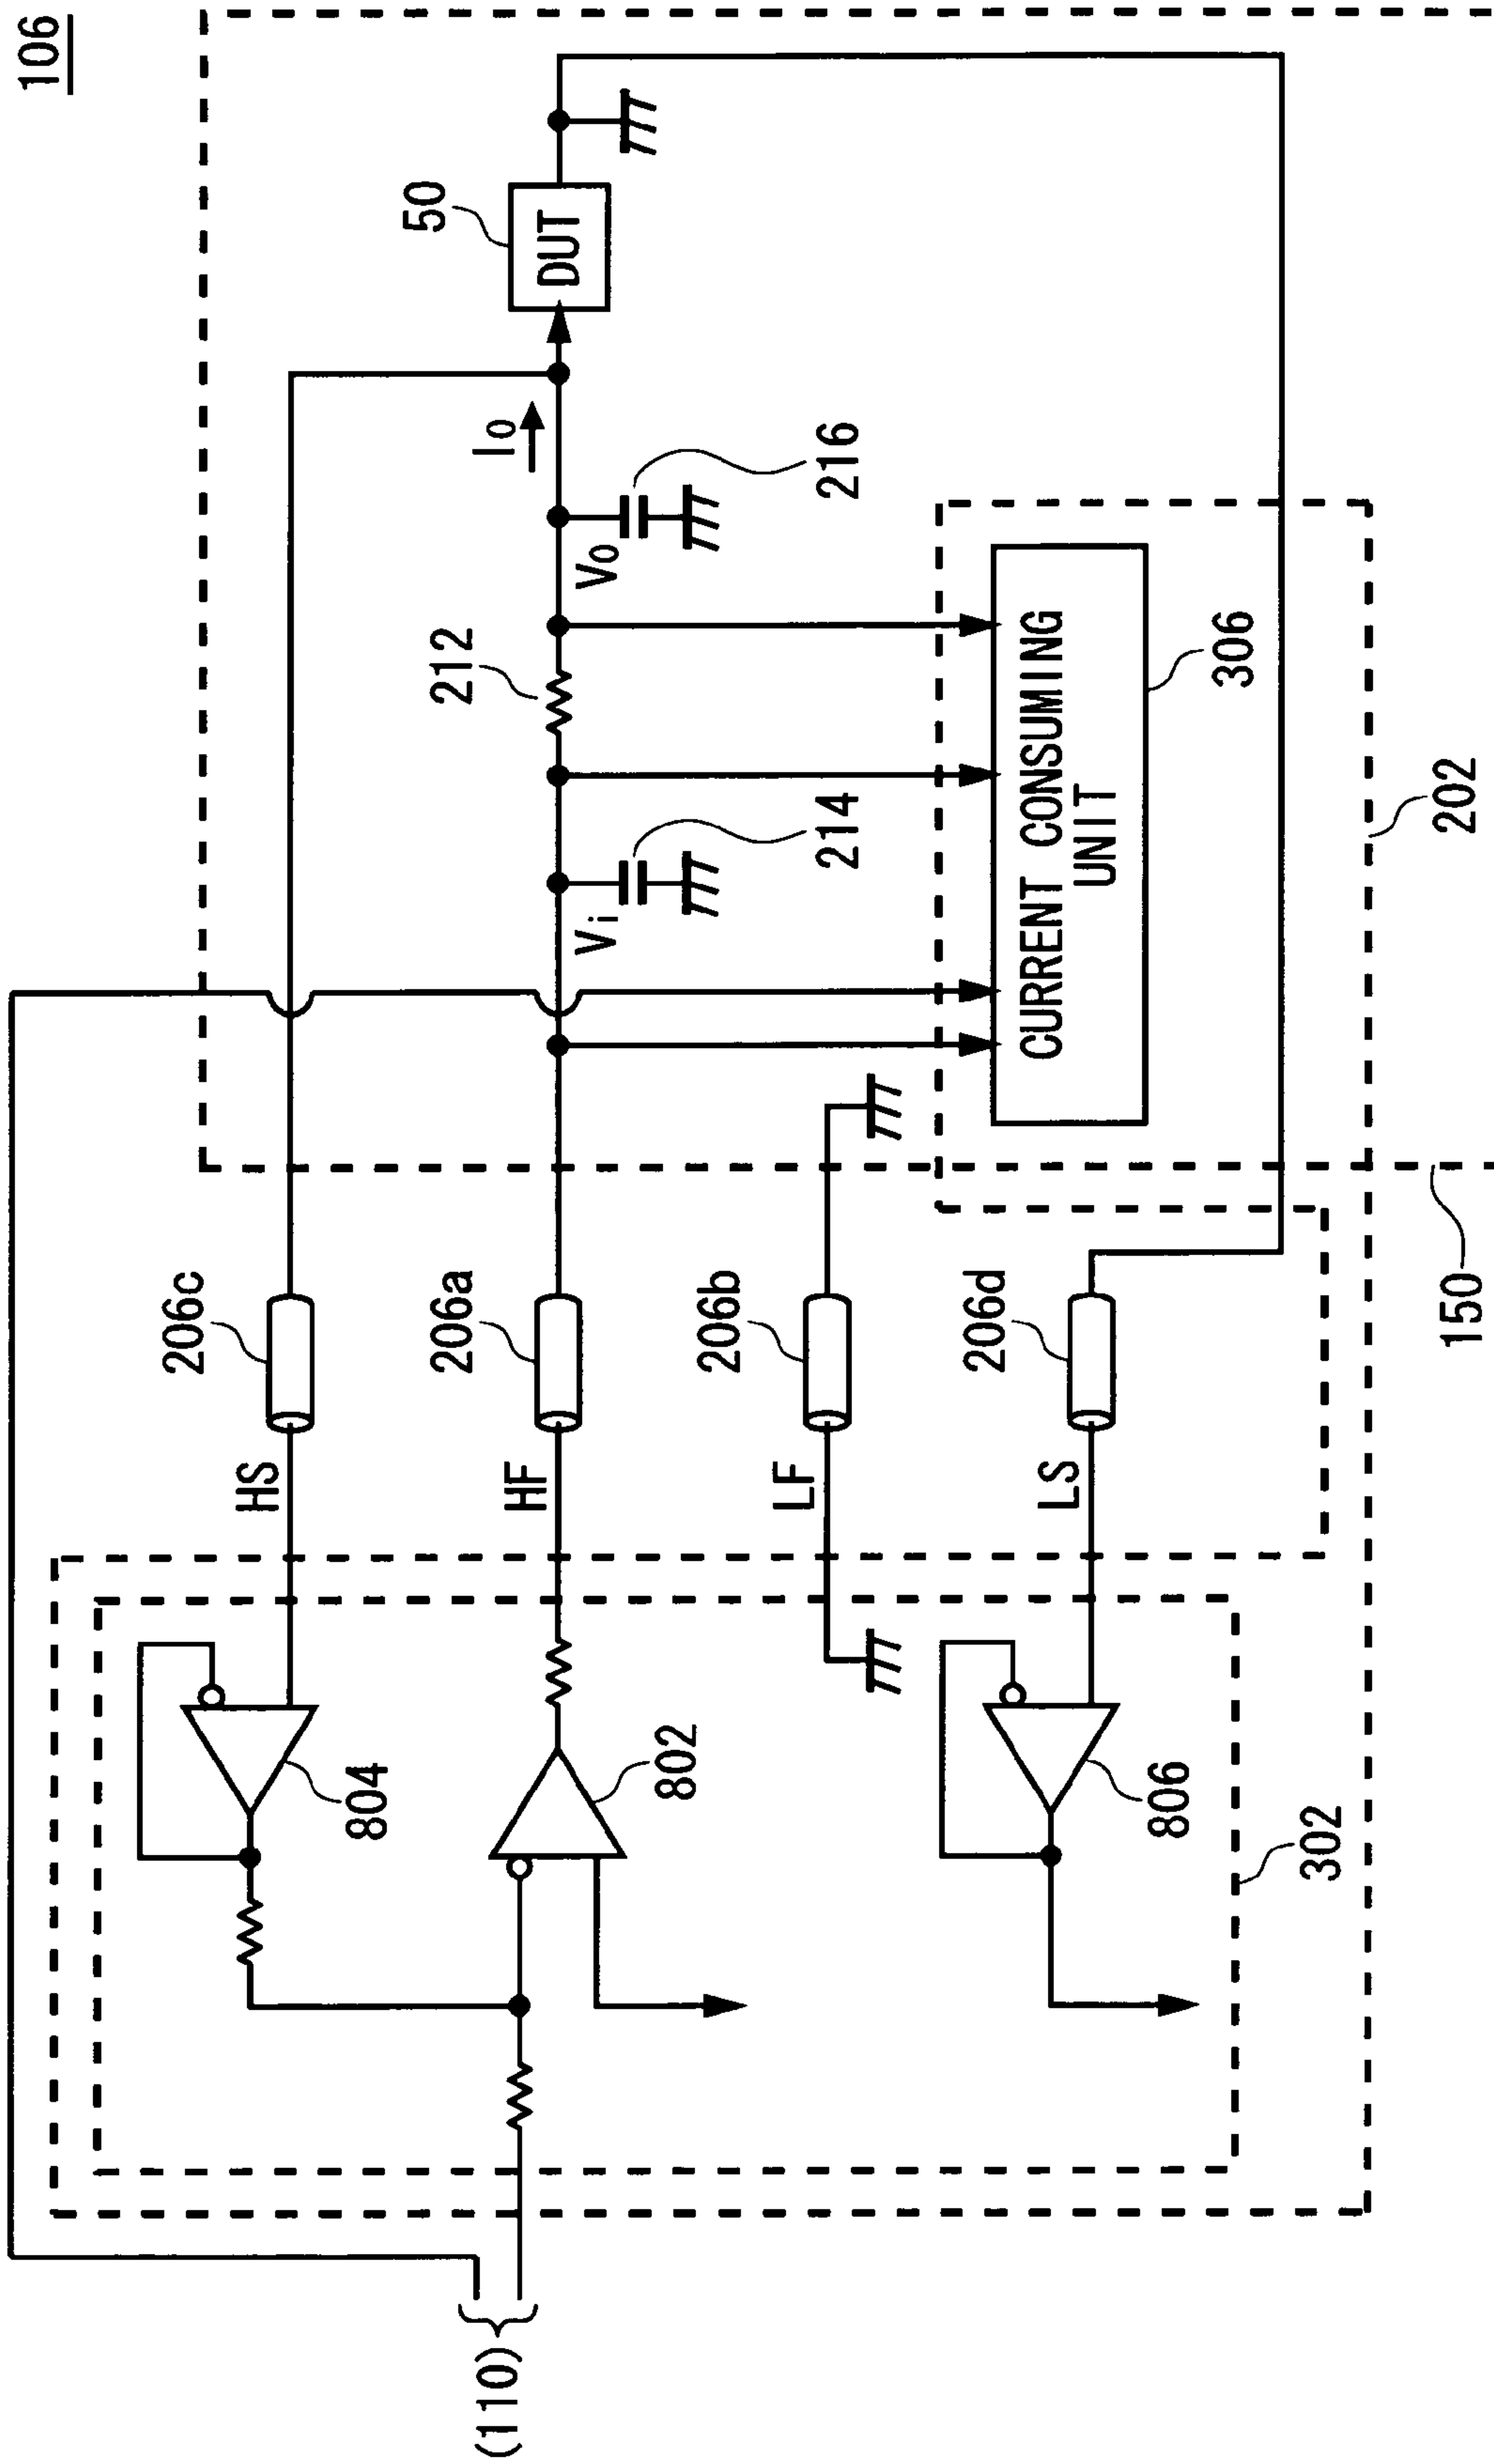 106
50
DUT
Io
216
Vo
212
214
Vi
CURRENT CONSUMING
UNIT
306
202
150
206c
206a
206b
206d
HS
HF
LF
LS
804
802
806
302
(110)